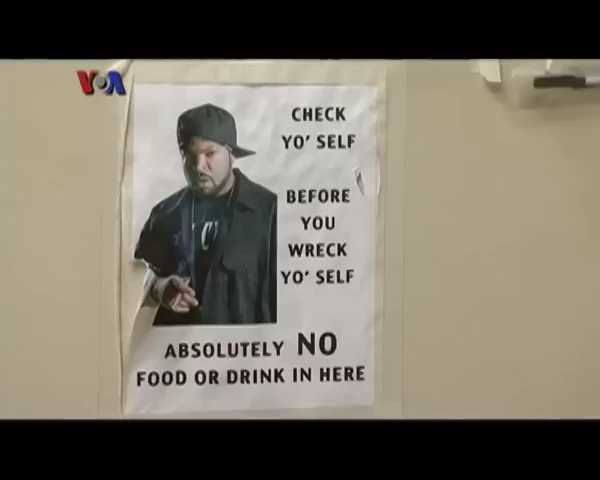 VOA
CHECK
YO' SELF
BEFORE
YOU
WRECK
YO' SELF
ABSOLUTELY NO
FOOD OR DRINK IN HERE